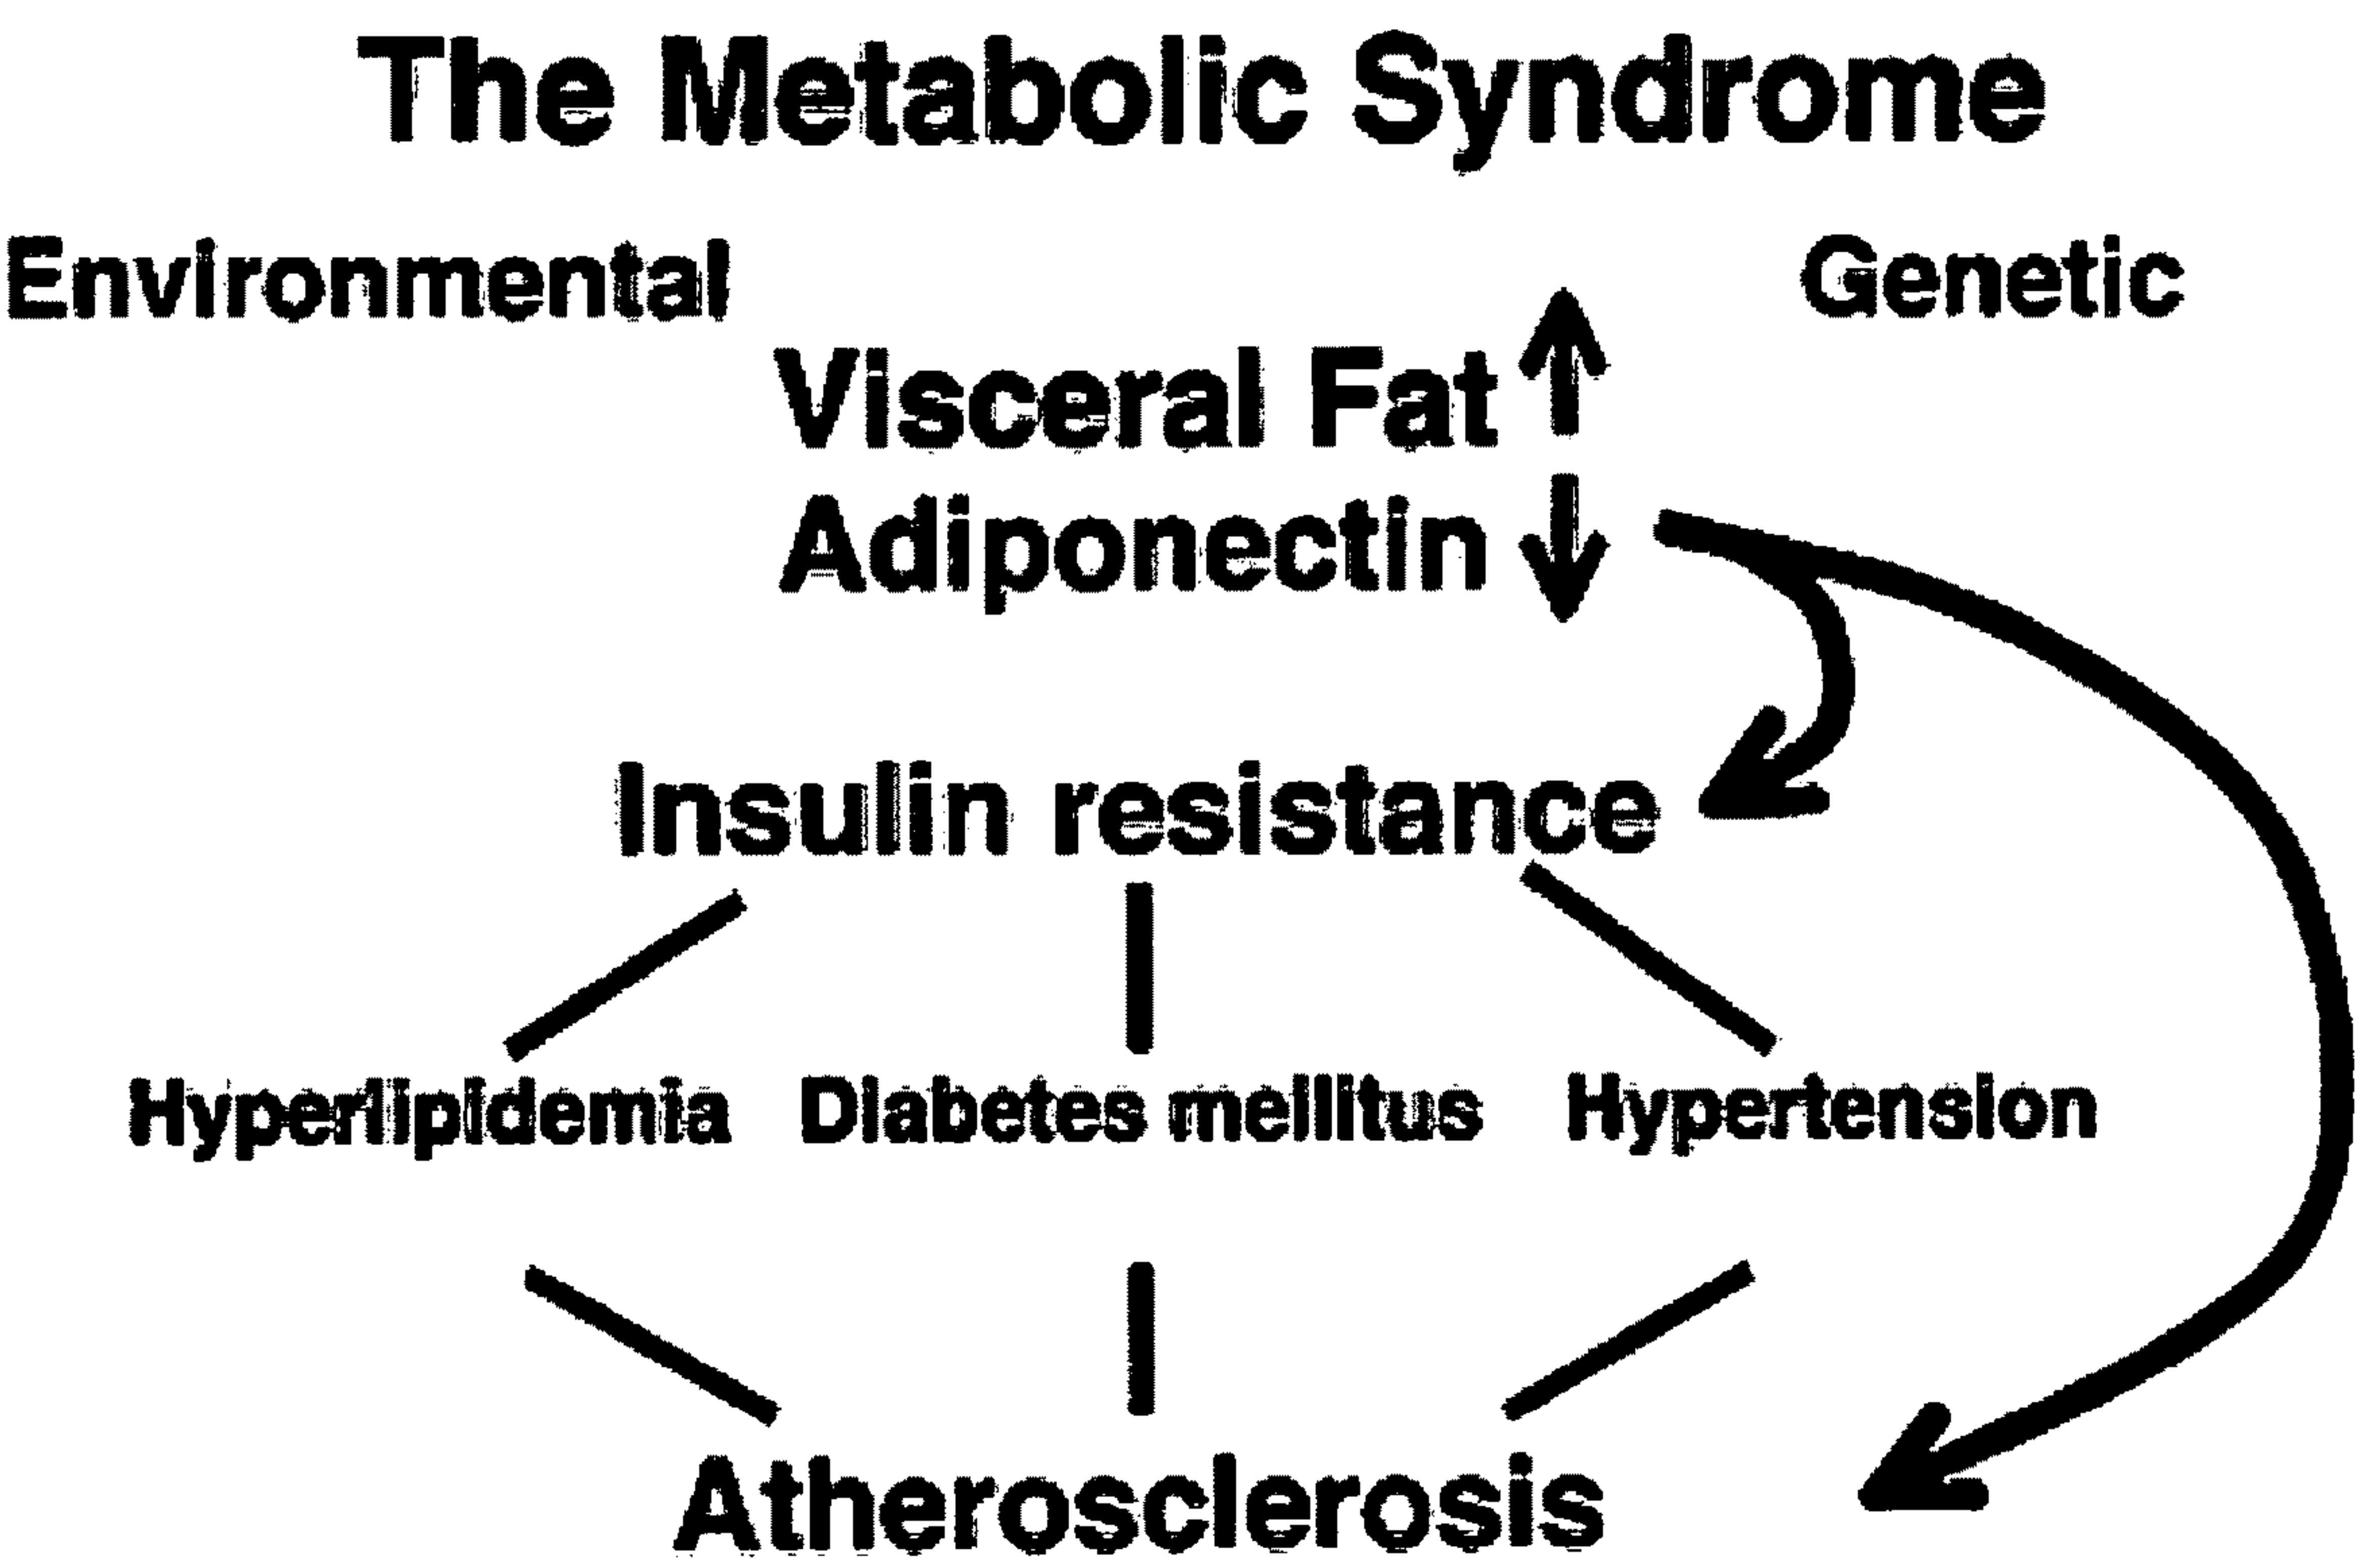 The Metabolic Syndrome
Environmental Genetic
Visceral Fat ↑
Adiponectin ↓
Insulin resistance
Hyperlipidemia Diabetes mellitus Hypertension
Atherosclerosis